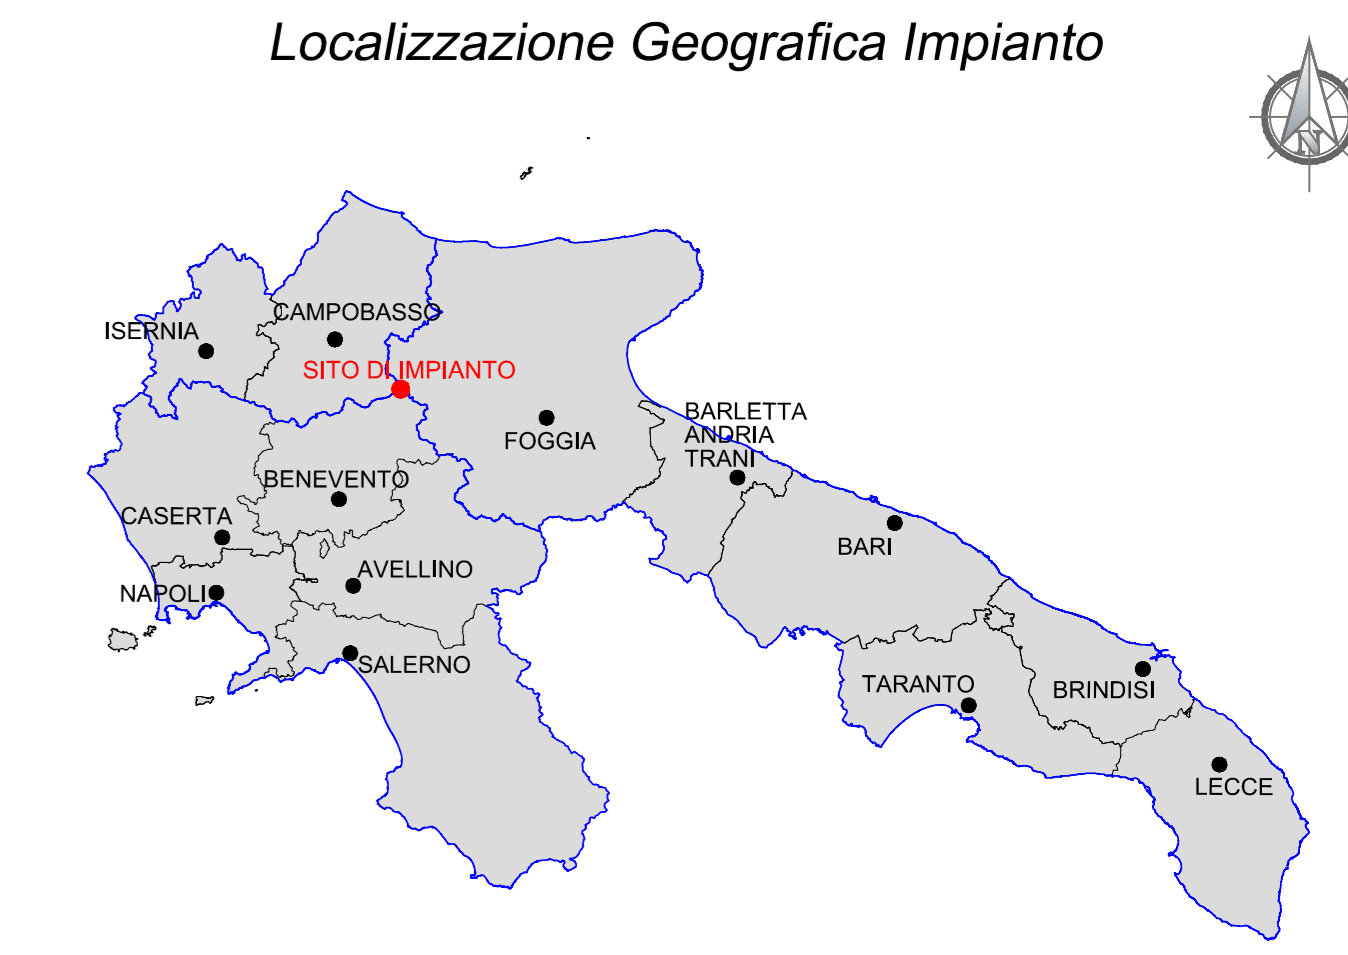 Localizzazione Geografica Impianto
N
CAMPOBASSO
ISERNIA
SITO DI IMPIANTO
BARLETTA
ANDRIA
TRANI
FOGGIA
BENEVENTO
CASERTA
BARI
AVELLINO
NAPOLI
SALERNO
TARANTO
BRINDISI
LECCE